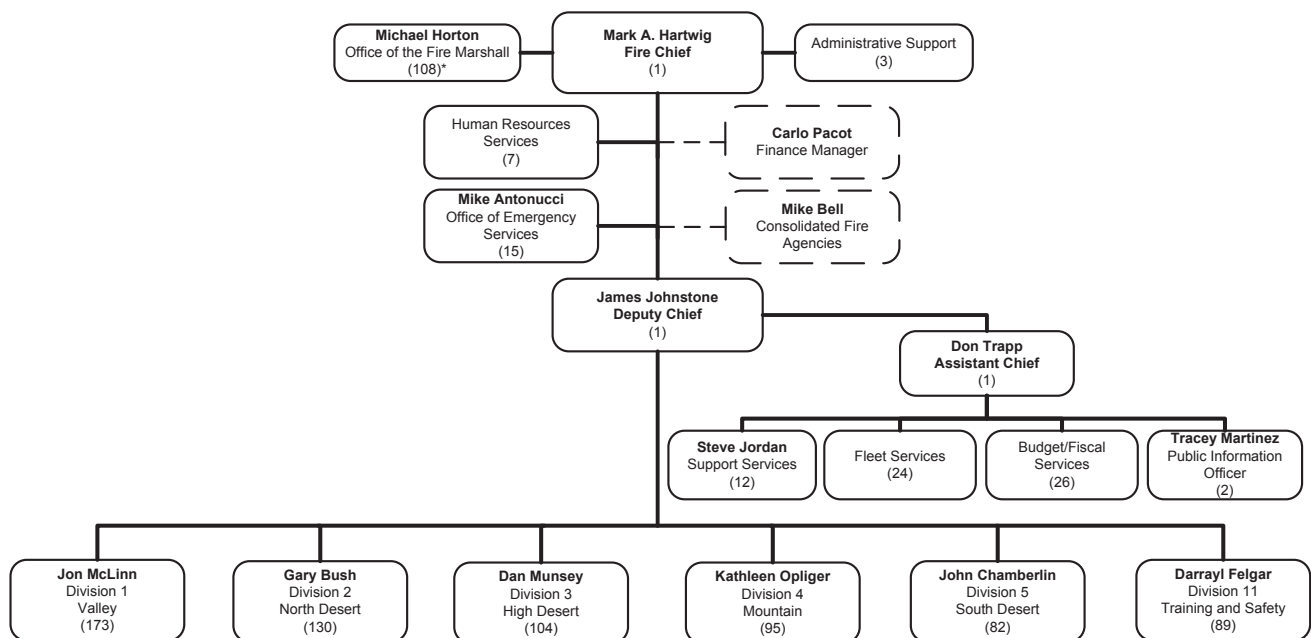 Michael Horton
Office of the Fire Marshall
(108)*
Mark A. Hartwig
Fire Chief
(1)
Administrative Support
(3)
Human Resources
Services
(7)
Carlo Pacot
Finance Manager
Mike Antonucci
Office of Emergency
Services
(15)
Mike Bell
Consolidated Fire
Agencies
James Johnstone
Deputy Chief
(1)
Don Trapp
Assistant Chief
(1)
Steve Jordan
Support Services
(12)
Fleet Services
(24)
Budget/Fiscal
Services
(26)
Tracey Martinez
Public Information
Officer
(2)
Jon McLinn
Division 1
Valley
(173)
Gary Bush
Division 2
North Desert
(130)
Dan Munsey
Division 3
High Desert
(104)
Kathleen Opliger
Division 4
Mountain
(95)
John Chamberlin
Division 5
South Desert
(82)
Darrayl Felgar
Division 11
Training and Safety
(89)